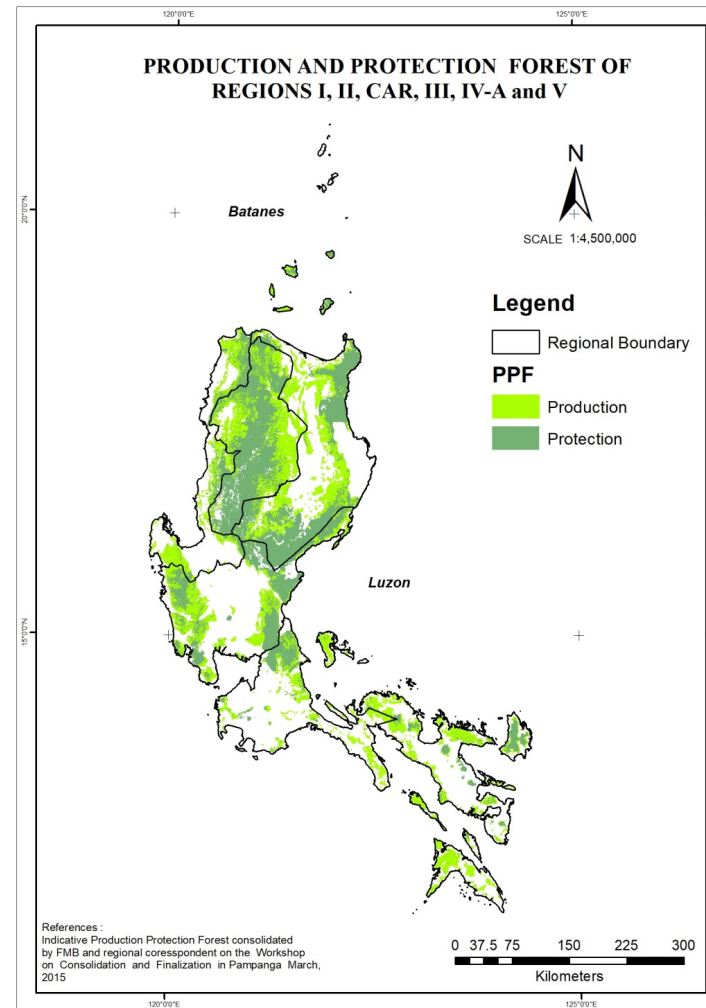 120°0'0"E 125°0'0"E
PRODUCTION AND PROTECTION FOREST OF
REGIONS I, II, CAR, III, IV-A and V
N
20°0'0"N
Batanes
SCALE 1:4,500,000
Legend
Regional Boundary
PPF
Production
Protection
Luzon
15°0'0"N
References :
Indicative Production Protection Forest consolidated
by FMB and regional coresspondent on the Workshop
on Consolidation and Finalization in Pampanga March,
2015
0 37.5 75 150 225 300
Kilometers
120°0'0"E 125°0'0"E